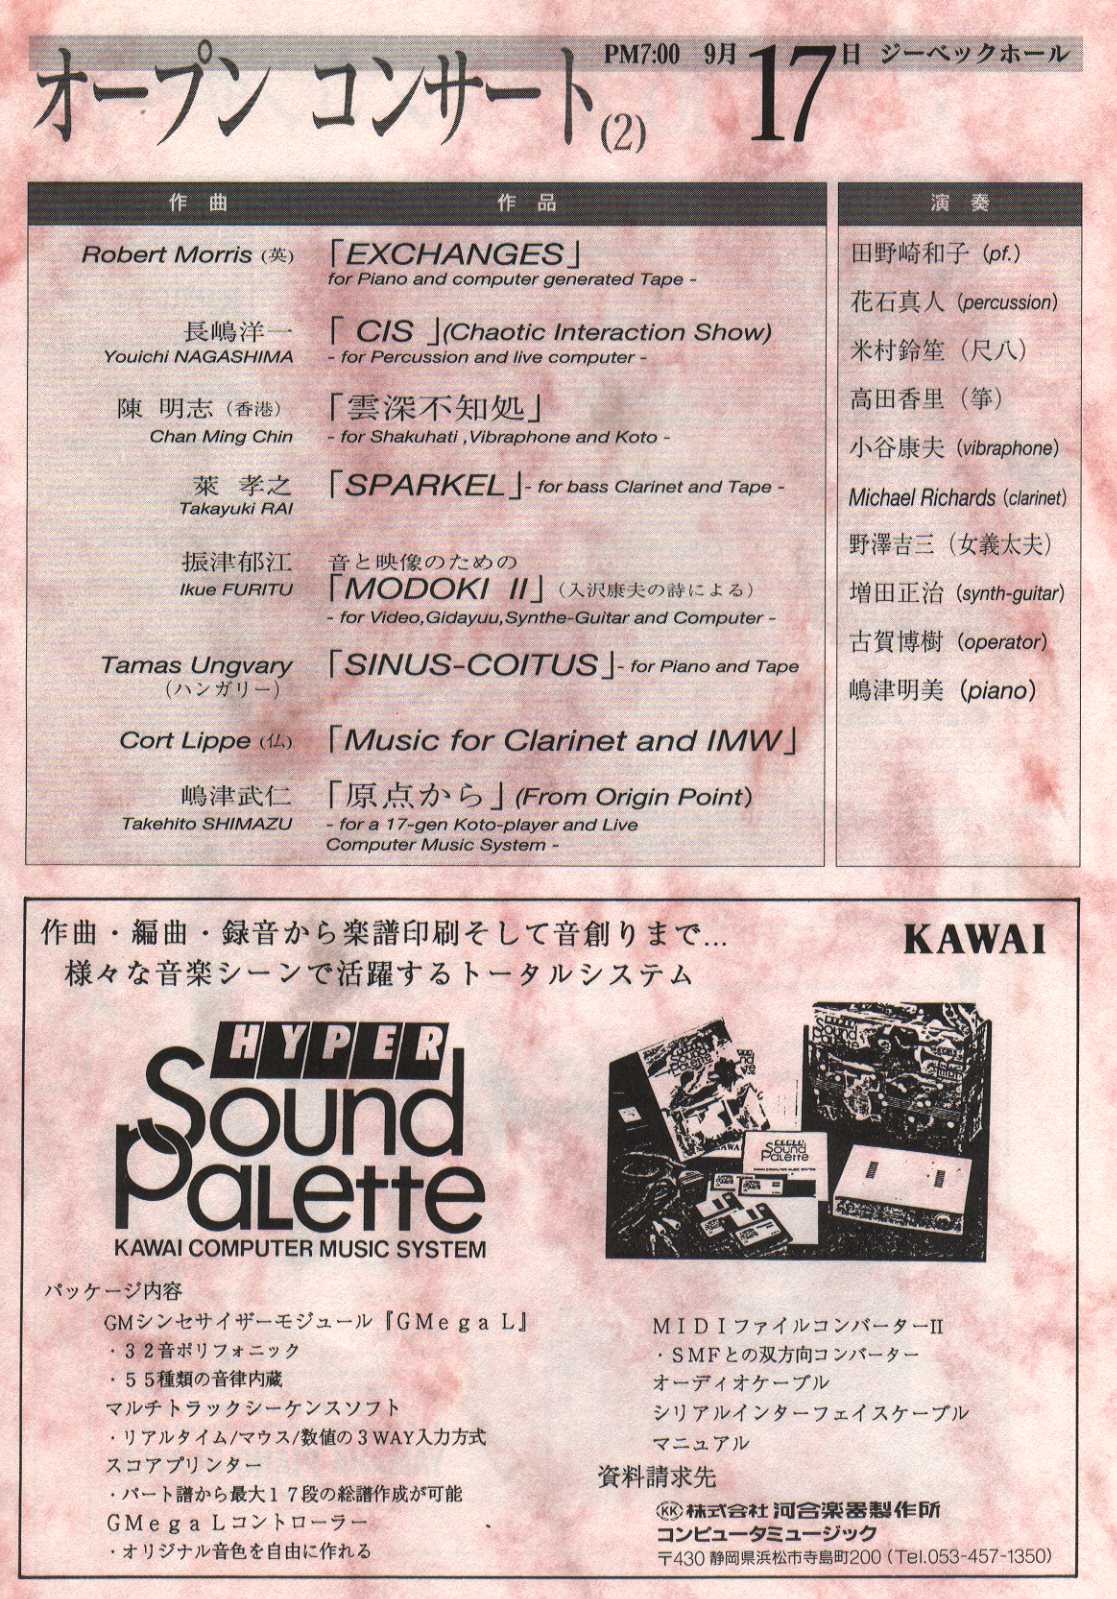 オープン コンサート(2) PM7:00 9月17日 ジーベックホール
作 曲 作 品 演 奏
Robert Morris (英) 「EXCHANGES」
for Piano and computer generated Tape -
長嶋洋一 「 CIS 」(Chaotic Interaction Show)
Youichi NAGASHIMA - for Percussion and live computer -
陳 明志 (香港) 「雲深不知処」
Chan Ming Chin - for Shakuhati ,Vibraphone and Koto -
莱 孝之 「SPARKEL」- for bass Clarinet and Tape -
Takayuki RAI
振津郁江 音と映像のための
Ikue FURITU 「MODOKI II」(入沢康夫の詩による)
- for Video,Gidayuu,Synthe-Guitar and Computer -
Tamas Ungvary 「SINUS-COITUS」- for Piano and Tape
(ハンガリー)
Cort Lippe (仏) 「Music for Clarinet and IMW」
嶋津武仁 「原点から」(From Origin Point)
Takehito SHIMAZU - for a 17-gen Koto-player and Live
Computer Music System -
田野崎和子 (pf.)
花石真人 (percussion)
米村鈴笙 (尺八)
高田香里 (箏)
小谷康夫 (vibraphone)
Michael Richards (clarinet)
野澤吉三 (女義太夫)
増田正治 (synth-guitar)
古賀博樹 (operator)
嶋津明美 (piano)
作曲・編曲・録音から楽譜印刷そして音創りまで...
様々な音楽シーンで活躍するトータルシステム
KAWAI
HYPER
Sound
Palette
KAWAI COMPUTER MUSIC SYSTEM
Sound
Palette
パッケージ内容
GMシンセサイザーモジュール『GMegaL』
・32音ポリフォニック
・55種類の音律内蔵
マルチトラックシーケンスソフト
・リアルタイム/マウス/数値の3WAY入力方式
スコアプリンター
・パート譜から最大17段の総譜作成が可能
GMegaLコントローラー
・オリジナル音色を自由に作れる
MIDIファイルコンバーターII
・SMFとの双方向コンバーター
オーディオケーブル
シリアルインターフェイスケーブル
マニュアル
資料請求先
KK 株式会社 河合楽器製作所
コンピュータミュージック
〒430 静岡県浜松市寺島町200 (Tel.053-457-1350)